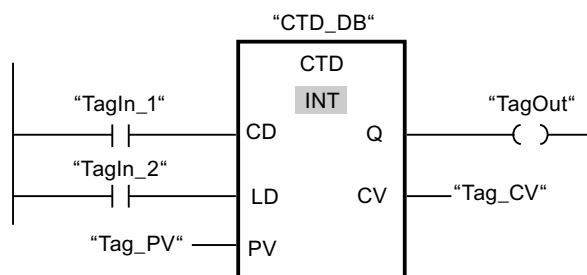 “CTD_DB“
CTD
INT
“TagIn_1“
“TagOut“
CD
Q
“TagIn_2“
LD
CV
“Tag_CV“
“Tag_PV“
PV